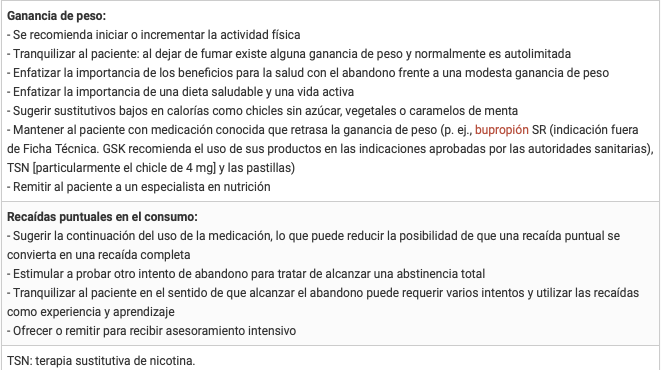 Ganancia de peso:
- Se recomienda iniciar o incrementar la actividad física
- Tranquilizar al paciente: al dejar de fumar existe alguna ganancia de peso y normalmente es autolimitada
- Enfatizar la importancia de los beneficios para la salud con el abandono frente a una modesta ganancia de peso
- Enfatizar la importancia de una dieta saludable y una vida activa
- Sugerir sustitutivos bajos en calorías como chicles sin azúcar, vegetales o caramelos de menta
- Mantener al paciente con medicación conocida que retrasa la ganancia de peso (p. ej., bupropión SR (indicación fuera
de Ficha Técnica. GSK recomienda el uso de sus productos en las indicaciones aprobadas por las autoridades sanitarias),
TSN [particularmente el chicle de 4 mg] y las pastillas)
- Remitir al paciente a un especialista en nutrición
Recaídas puntuales en el consumo:
- Sugerir la continuación del uso de la medicación, lo que puede reducir la posibilidad de que una recaída puntual se
convierta en una recaída completa
- Estimular a probar otro intento de abandono para tratar de alcanzar una abstinencia total
- Tranquilizar al paciente en el sentido de que alcanzar el abandono puede requerir varios intentos y utilizar las recaídas
como experiencia y aprendizaje
- Ofrecer o remitir para recibir asesoramiento intensivo
TSN: terapia sustitutiva de nicotina.